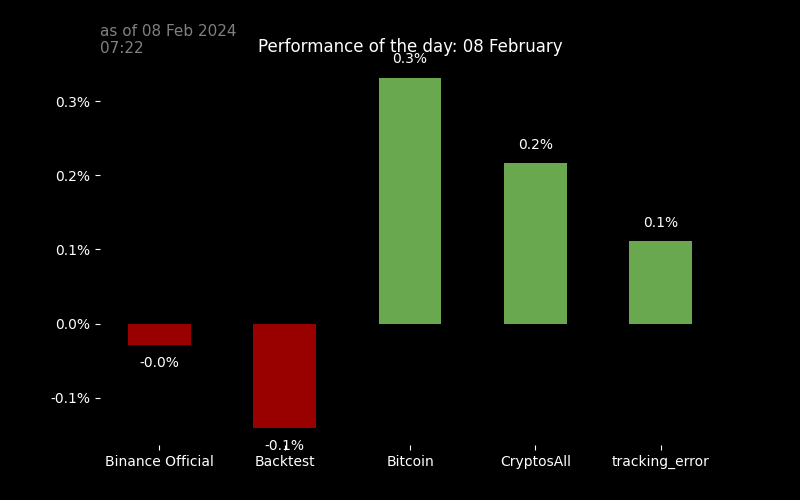 as of 08 Feb 2024
07:22
Performance of the day: 08 February
0.3%
0.3%
0.2%
0.2%
0.1%
0.1%
0.0%
-0.0%
-0.1%
-0.1%
Binance Official
Backtest
Bitcoin
CryptosAll
tracking_error